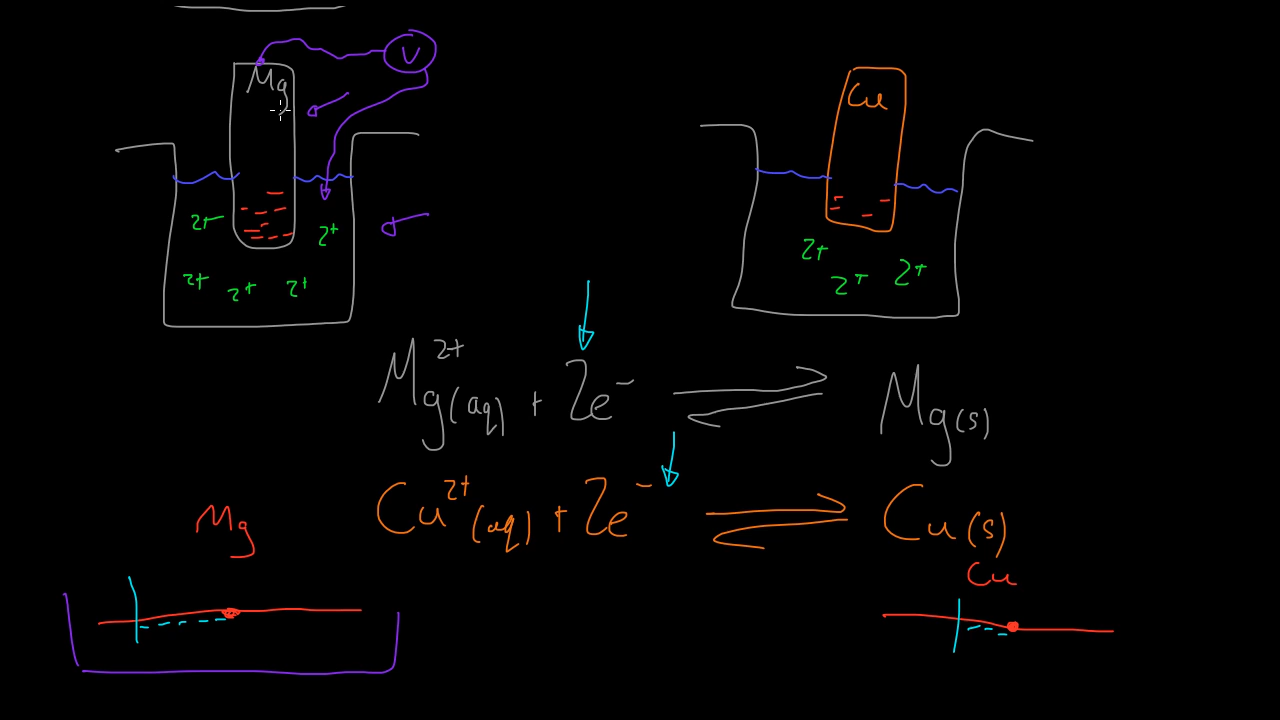 Mg
V
Cu
2+
2+
2+ 2+ 2+
2+
2+ 2+
Mg²⁺(aq) + 2e⁻ ⇌ Mg(s)
Cu²⁺(aq) + 2e⁻ ⇌ Cu(s)
Mg
Cu